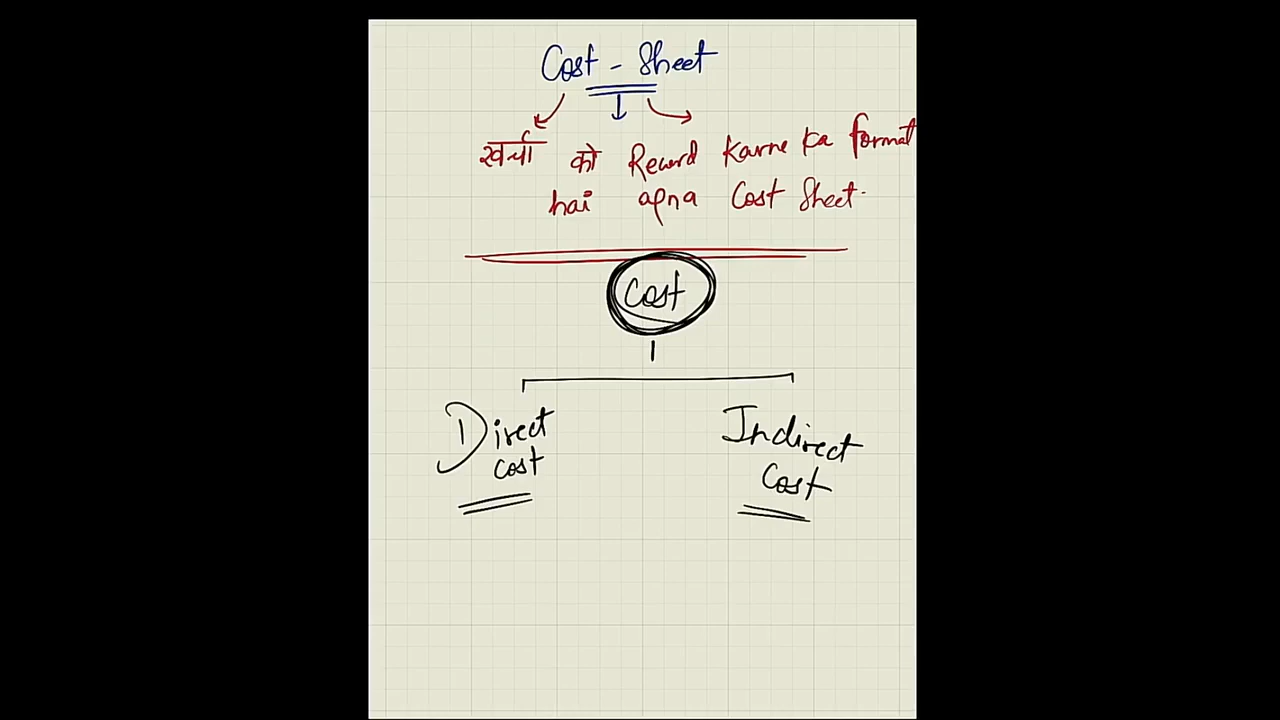 Cost - Sheet
खर्चा को Record Karne ka format
hai apna Cost Sheet.
Cost
Direct Indirect
cost Cost